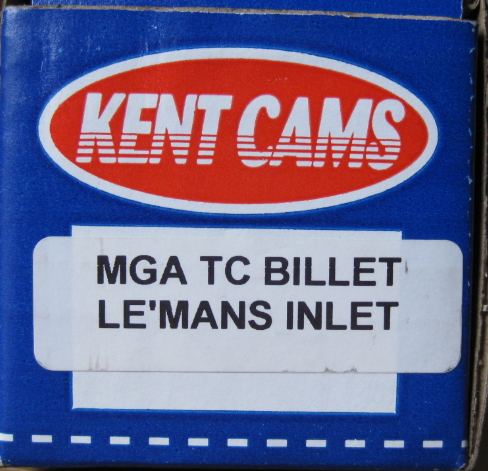 KENT CAMS
MGA TC BILLET
LE'MANS INLET